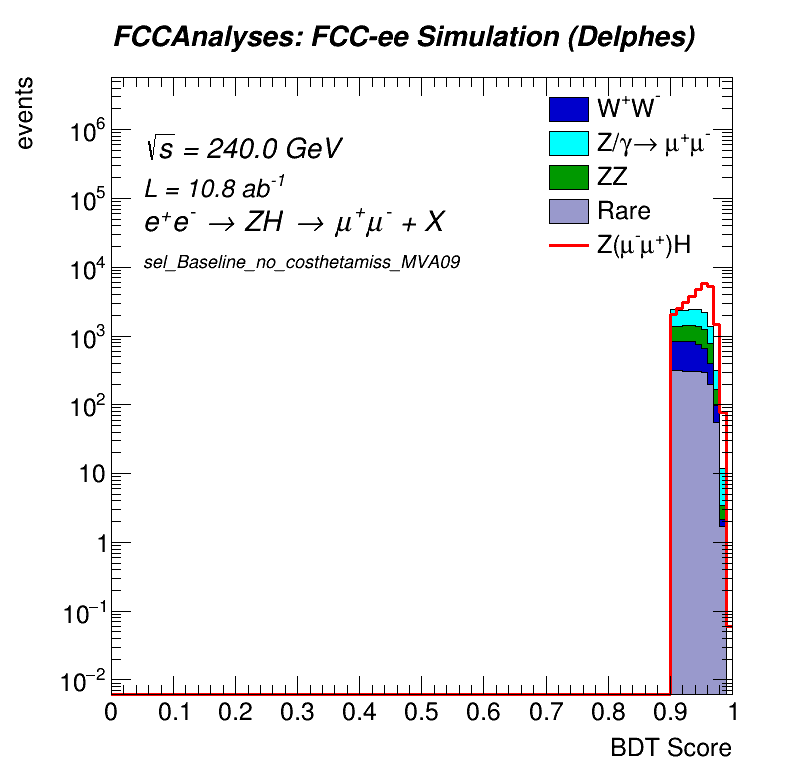 FCCAnalyses: FCC-ee Simulation (Delphes)
events
√s = 240.0 GeV
L = 10.8 ab⁻¹
e⁺e⁻ → ZH → μ⁺μ⁻ + X
sel_Baseline_no_costhetamiss_MVA09
W⁺W⁻
Z/γ→ μ⁺μ⁻
ZZ
Rare
Z(μ⁻μ⁺)H
10⁶
10⁵
10⁴
10³
10²
10
1
10⁻¹
10⁻²
0 0.1 0.2 0.3 0.4 0.5 0.6 0.7 0.8 0.9 1
BDT Score